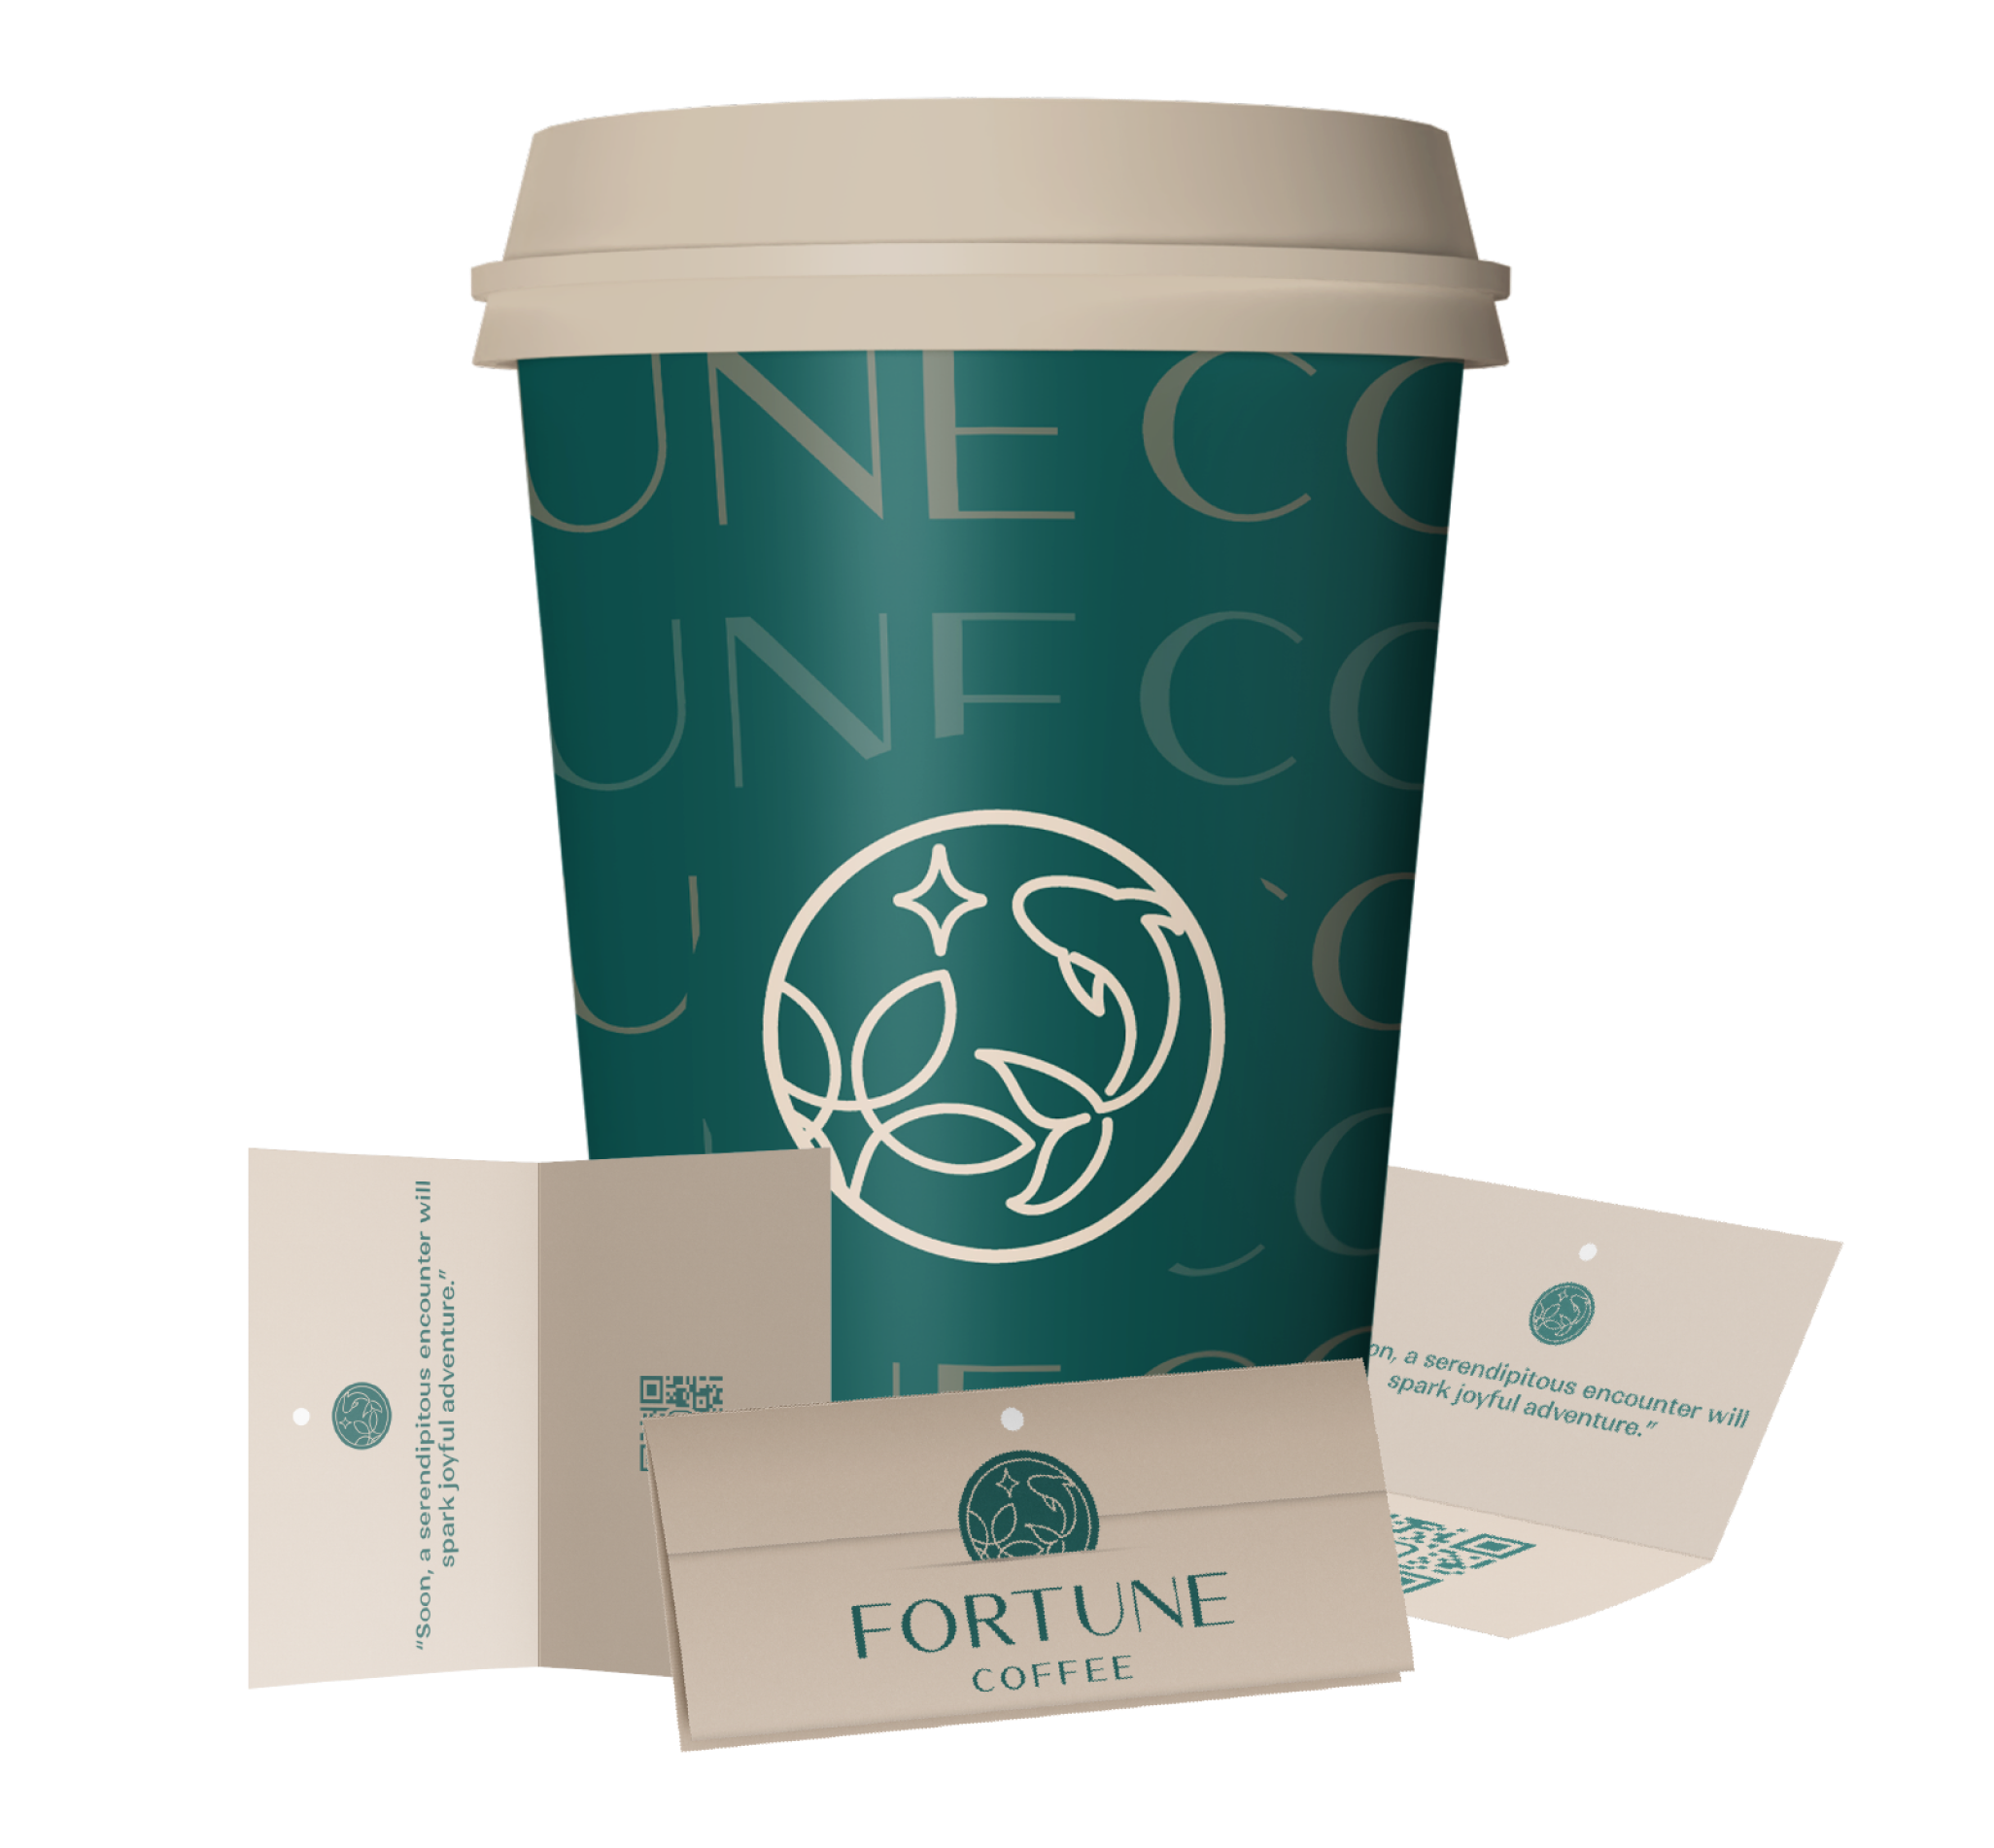 UNE CO
UNE CO
U C
C
E CO
"Soon, a serendipitous encounter will
spark joyful adventure."
on, a serendipitous encounter will
spark joyful adventure."
FORTUNE
COFFEE